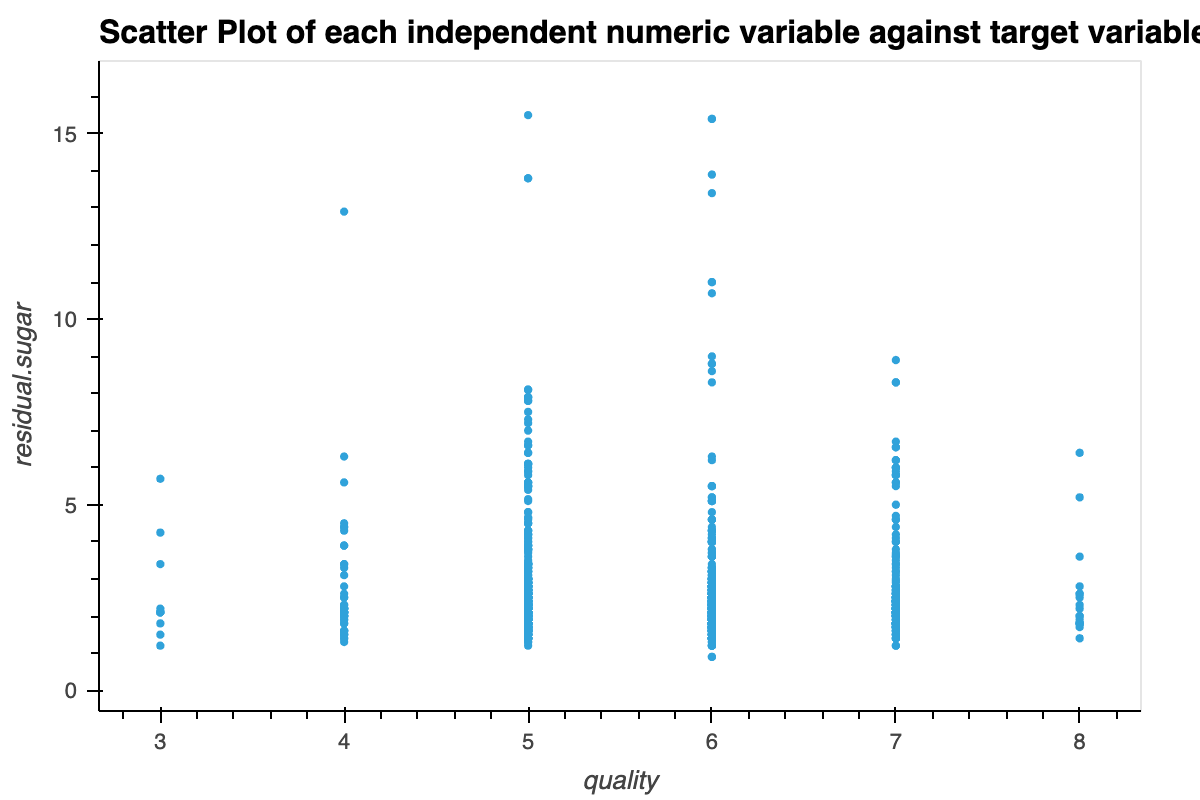 Scatter Plot of each independent numeric variable against target variable
15
10
5
0
residual.sugar
3 4 5 6 7 8
quality